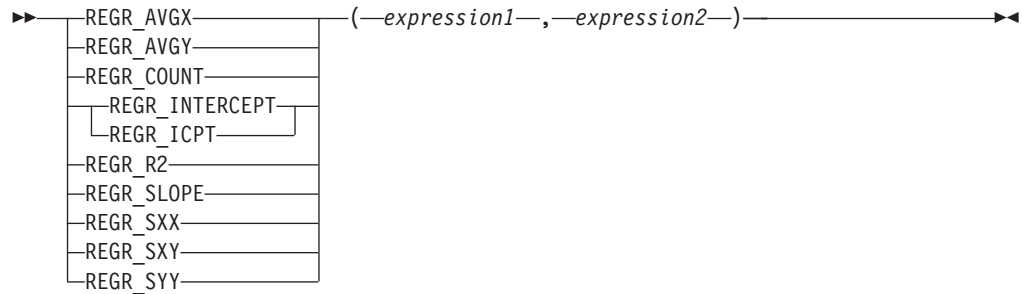 REGR_AVGX ( expression1 , expression2 )
REGR_AVGY
REGR_COUNT
REGR_INTERCEPT
REGR_ICPT
REGR_R2
REGR_SLOPE
REGR_SXX
REGR_SXY
REGR_SYY